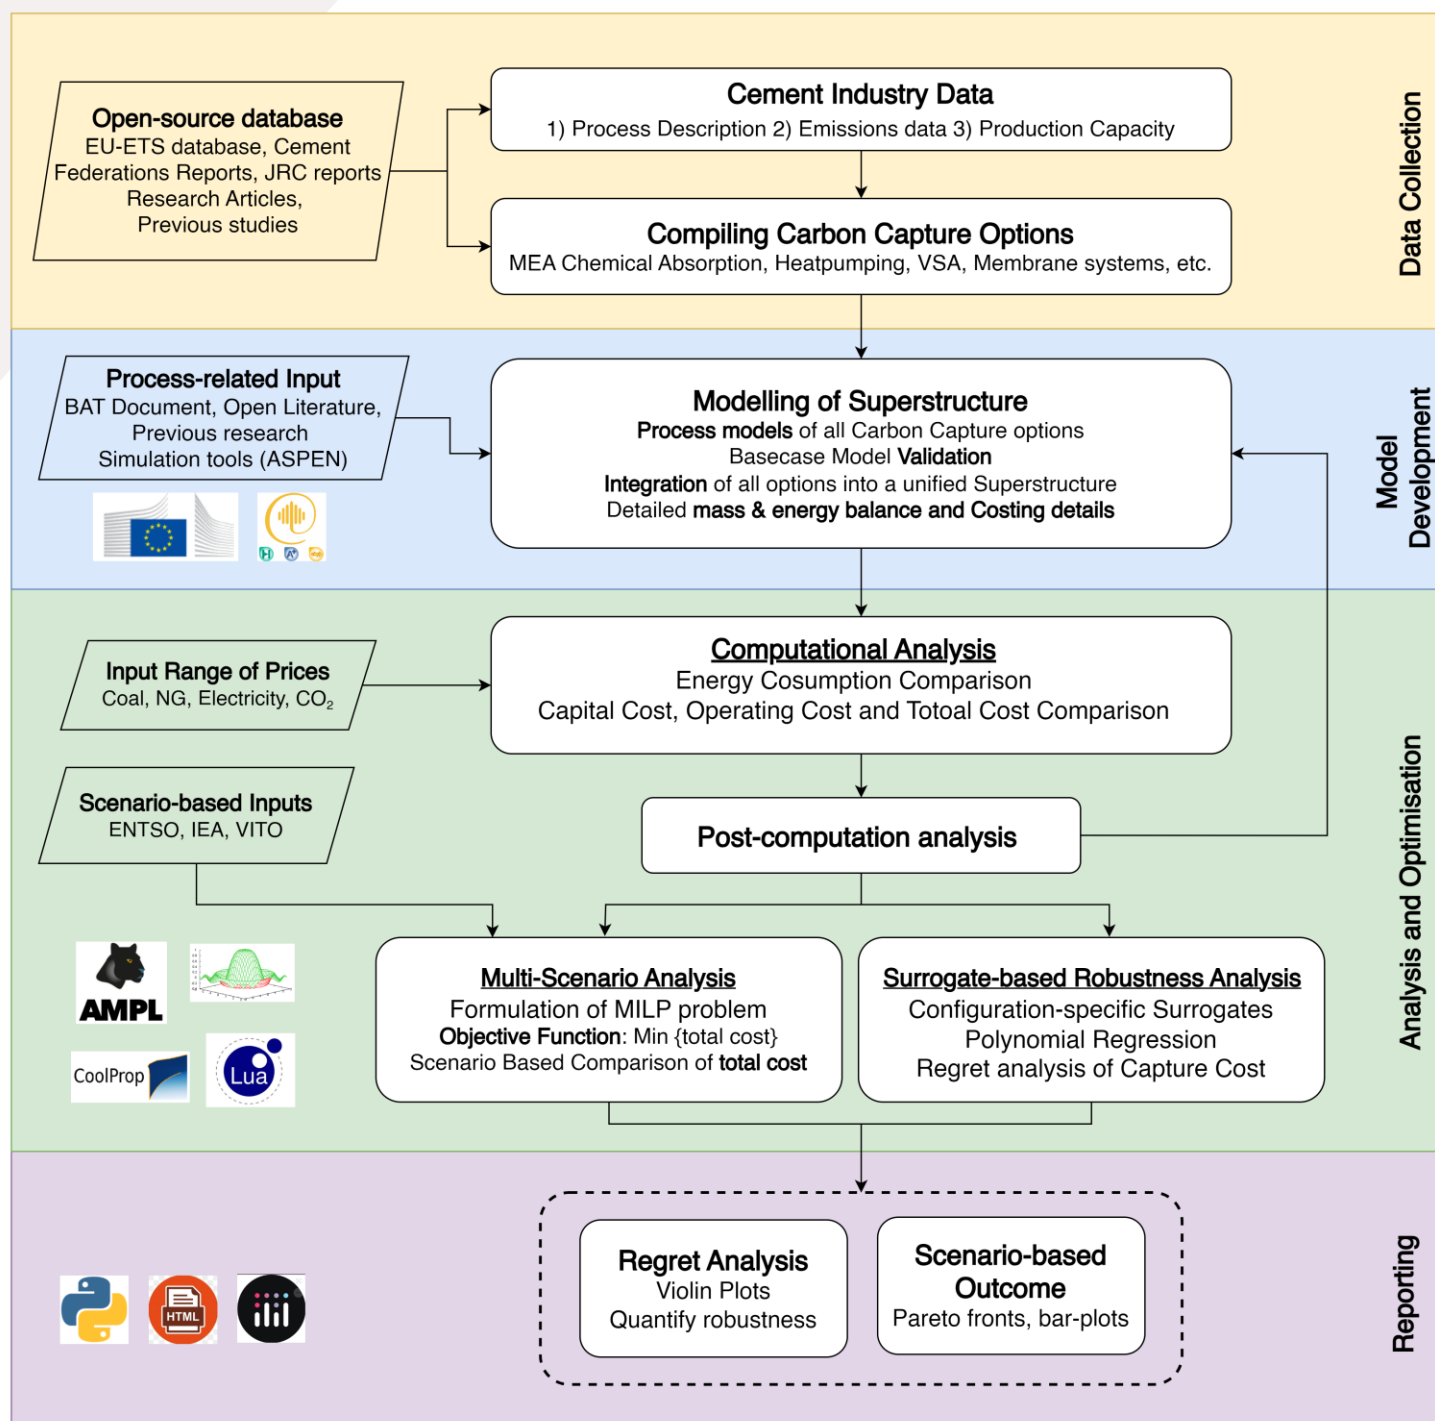 Data Collection
Open-source database
EU-ETS database, Cement
Federations Reports, JRC reports
Research Articles,
Previous studies
Cement Industry Data
1) Process Description 2) Emissions data 3) Production Capacity
Compiling Carbon Capture Options
MEA Chemical Absorption, Heatpumping, VSA, Membrane systems, etc.
Model
Development
Process-related Input
BAT Document, Open Literature,
Previous research
Simulation tools (ASPEN)
Modelling of Superstructure
Process models of all Carbon Capture options
Basecase Model Validation
Integration of all options into a unified Superstructure
Detailed mass & energy balance and Costing details
Analysis and Optimisation
Input Range of Prices
Coal, NG, Electricity, CO₂
Computational Analysis
Energy Cosumption Comparison
Capital Cost, Operating Cost and Totoal Cost Comparison
Scenario-based Inputs
ENTSO, IEA, VITO
Post-computation analysis
AMPL
CoolProp
Lua
Multi-Scenario Analysis
Formulation of MILP problem
Objective Function: Min {total cost}
Scenario Based Comparison of total cost
Surrogate-based Robustness Analysis
Configuration-specific Surrogates
Polynomial Regression
Regret analysis of Capture Cost
Reporting
HTML
Regret Analysis
Violin Plots
Quantify robustness
Scenario-based
Outcome
Pareto fronts, bar-plots